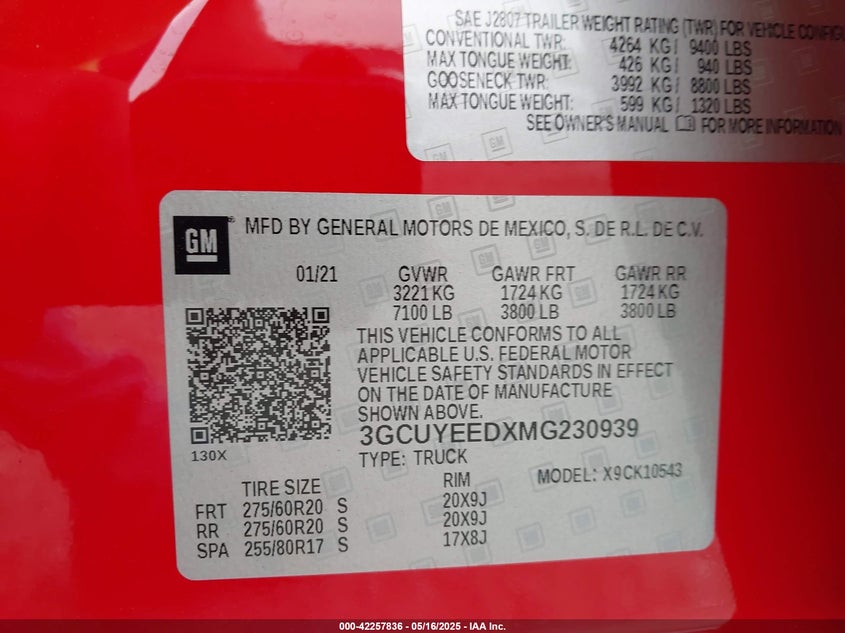 SAE J2807 TRAILER WEIGHT RATING (TWR) FOR VEHICLE
CONVENTIONAL TWR: 4264 KG/ 9400 LBS
MAX TONGUE WEIGHT: 426 KG/ 940 LBS
GOOSENECK TWR: 3992 KG/ 8800 LBS
MAX TONGUE WEIGHT: 599 KG/ 1320 LBS
SEE OWNER'S MANUAL FOR MORE INFORMATION
GM® MFD BY GENERAL MOTORS DE MEXICO, S. DE R.L. DE C.V.
01/21 GVWR GAWR FRT GAWR RR
3221 KG 1724 KG 1724 KG
7100 LB 3800 LB 3800 LB
THIS VEHICLE CONFORMS TO ALL
APPLICABLE U.S. FEDERAL MOTOR
VEHICLE SAFETY STANDARDS IN EFFECT
ON THE DATE OF MANUFACTURE
SHOWN ABOVE.
3GCUYEEDXMG230939
130X
TYPE: TRUCK
MODEL: X9CK10543
TIRE SIZE RIM
FRT 275/60R20 S 20X9J
RR 275/60R20 S 20X9J
SPA 255/80R17 S 17X8J
000-42257836 - 05/16/2025 - IAA Inc.